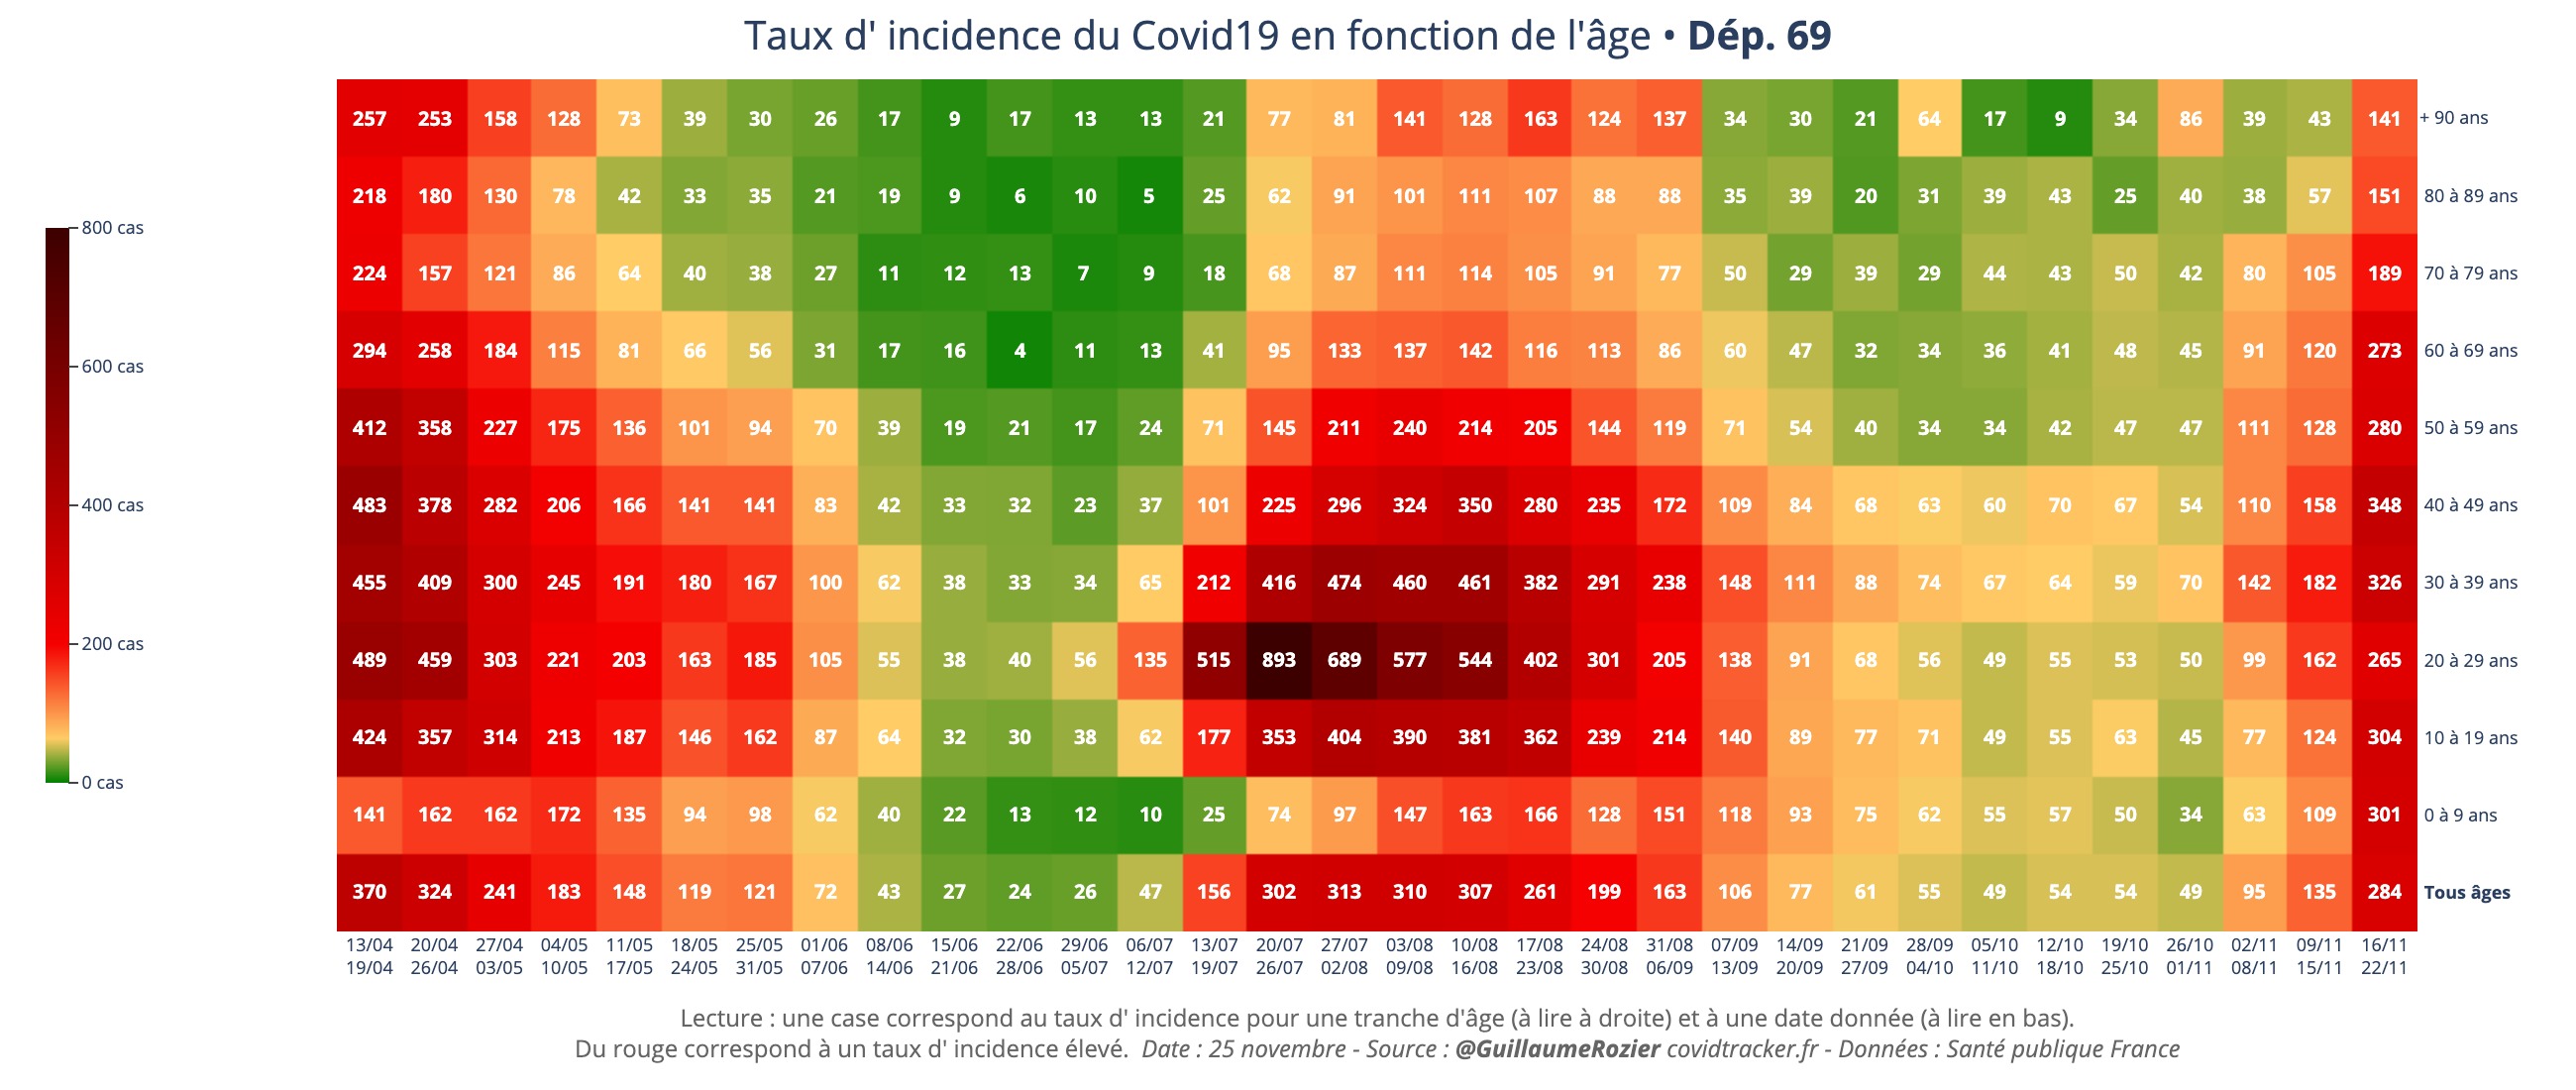 Taux d' incidence du Covid19 en fonction de l'âge • Dép. 69
257 253 158 128 73 39 30 26 17 9 17 13 13 21 77 81 141 128 163 124 137 34 30 21 64 17 9 34 86 39 43 141 + 90 ans
218 180 130 78 42 33 35 21 19 9 6 10 5 25 62 91 101 111 107 88 88 35 39 20 31 39 43 25 40 38 57 151 80 à 89 ans
800 cas
224 157 121 86 64 40 38 27 11 12 13 7 9 18 68 87 111 114 105 91 77 50 29 39 29 44 43 50 42 80 105 189 70 à 79 ans
294 258 184 115 81 66 56 31 17 16 4 11 13 41 95 133 137 142 116 113 86 60 47 32 34 36 41 48 45 91 120 273 60 à 69 ans
600 cas
412 358 227 175 136 101 94 70 39 19 21 17 24 71 145 211 240 214 205 144 119 71 54 40 34 34 42 47 47 111 128 280 50 à 59 ans
400 cas
483 378 282 206 166 141 141 83 42 33 32 23 37 101 225 296 324 350 280 235 172 109 84 68 63 60 70 67 54 110 158 348 40 à 49 ans
455 409 300 245 191 180 167 100 62 38 33 34 65 212 416 474 460 461 382 291 238 148 111 88 74 67 64 59 70 142 182 326 30 à 39 ans
200 cas
489 459 303 221 203 163 185 105 55 38 40 56 135 515 893 689 577 544 402 301 205 138 91 68 56 49 55 53 50 99 162 265 20 à 29 ans
424 357 314 213 187 146 162 87 64 32 30 38 62 177 353 404 390 381 362 239 214 140 89 77 71 49 55 63 45 77 124 304 10 à 19 ans
0 cas
141 162 162 172 135 94 98 62 40 22 13 12 10 25 74 97 147 163 166 128 151 118 93 75 62 55 57 50 34 63 109 301 0 à 9 ans
370 324 241 183 148 119 121 72 43 27 24 26 47 156 302 313 310 307 261 199 163 106 77 61 55 49 54 54 49 95 135 284 Tous âges
13/04 20/04 27/04 04/05 11/05 18/05 25/05 01/06 08/06 15/06 22/06 29/06 06/07 13/07 20/07 27/07 03/08 10/08 17/08 24/08 31/08 07/09 14/09 21/09 28/09 05/10 12/10 19/10 26/10 02/11 09/11 16/11
19/04 26/04 03/05 10/05 17/05 24/05 31/05 07/06 14/06 21/06 28/06 05/07 12/07 19/07 26/07 02/08 09/08 16/08 23/08 30/08 06/09 13/09 20/09 27/09 04/10 11/10 18/10 25/10 01/11 08/11 15/11 22/11
Lecture : une case correspond au taux d' incidence pour une tranche d'âge (à lire à droite) et à une date donnée (à lire en bas).
Du rouge correspond à un taux d' incidence élevé. Date : 25 novembre - Source : @GuillaumeRozier covidtracker.fr - Données : Santé publique France